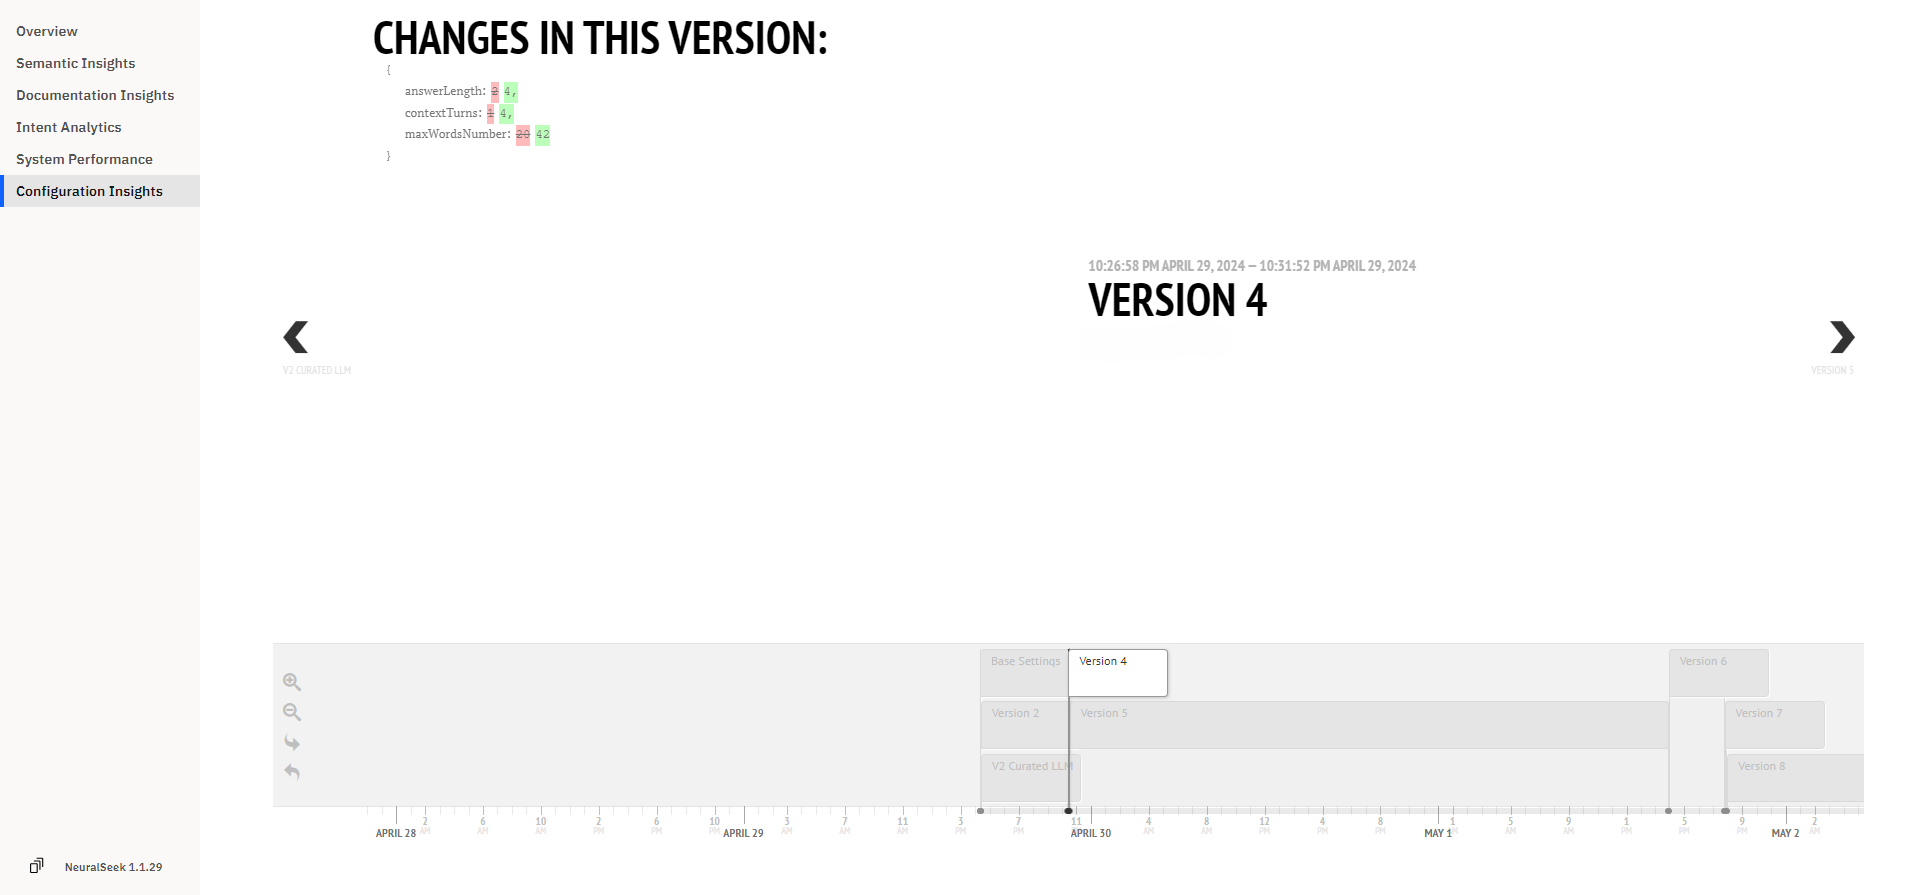 Overview
Semantic Insights
Documentation Insights
Intent Analytics
System Performance
Configuration Insights
NeuralSeek 1.1.29
CHANGES IN THIS VERSION:
{
answerLength: 2 4,
contextTurns: 1 4,
maxWordsNumber: 20 42
}
10:26:58 PM APRIL 29, 2024 — 10:31:52 PM APRIL 29, 2024
VERSION 4
V2 CURATED LLM
VERSION 5
Base Settings
Version 4
Version 6
Version 2
Version 5
Version 7
V2 Curated LLM
Version 8
APRIL 28
2 AM
6 AM
10 AM
2 PM
6 PM
10 PM
APRIL 29
3 AM
7 AM
11 AM
3 PM
7 PM
11
APRIL 30
4 AM
8 AM
12 PM
4 PM
8 PM
MAY 1
1 AM
5 AM
9 AM
1 PM
5 PM
9 PM
MAY 2
2 AM